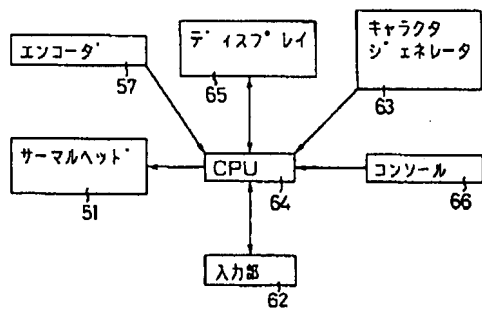 エンコーダ
57
ディスプレイ
65
キャラクタ
ジェネレータ
63
サーマルヘッド
51
CPU
64
コンソール
66
入力部
62